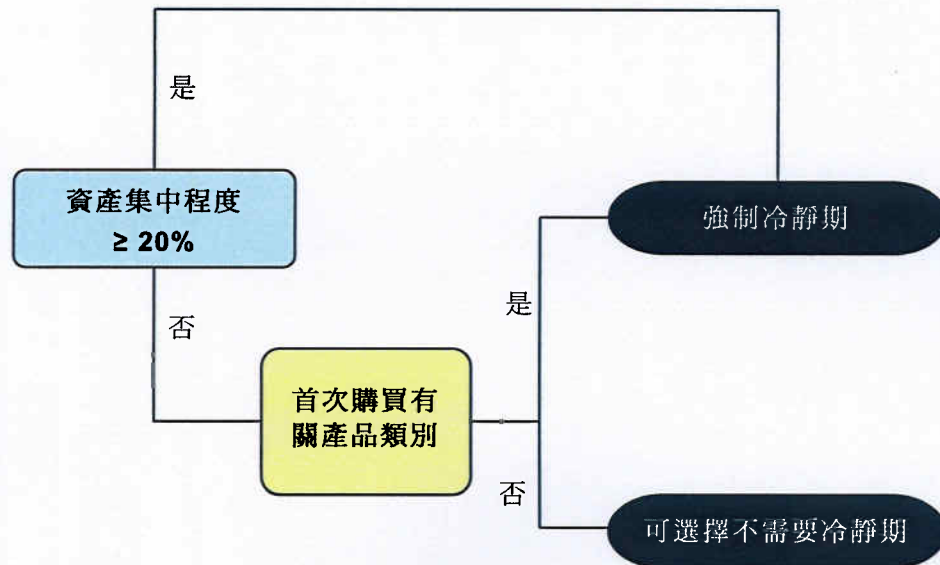 是
資產集中程度
≥ 20%
強制冷靜期
是
否
首次購買有
關產品類別
否
可選擇不需要冷靜期